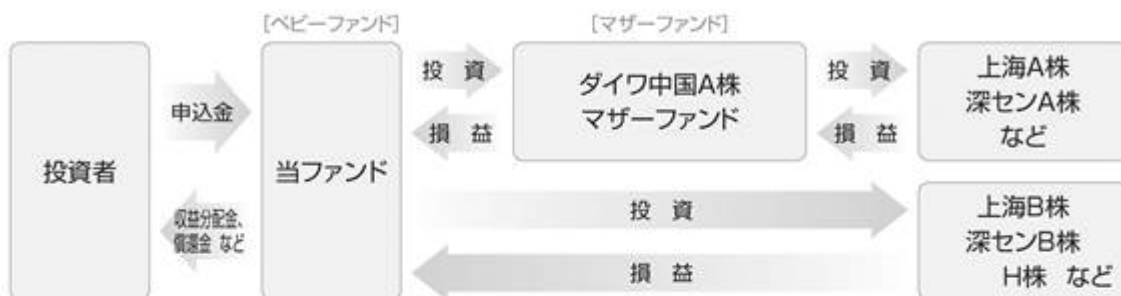 [ベビーファンド]
[マザーファンド]
投資者
申込金
収益分配金、
償還金 など
当ファンド
投 資
損 益
ダイワ中国A株
マザーファンド
投 資
損 益
上海A株
深センA株
など
投 資
損 益
上海B株
深センB株
H株 など